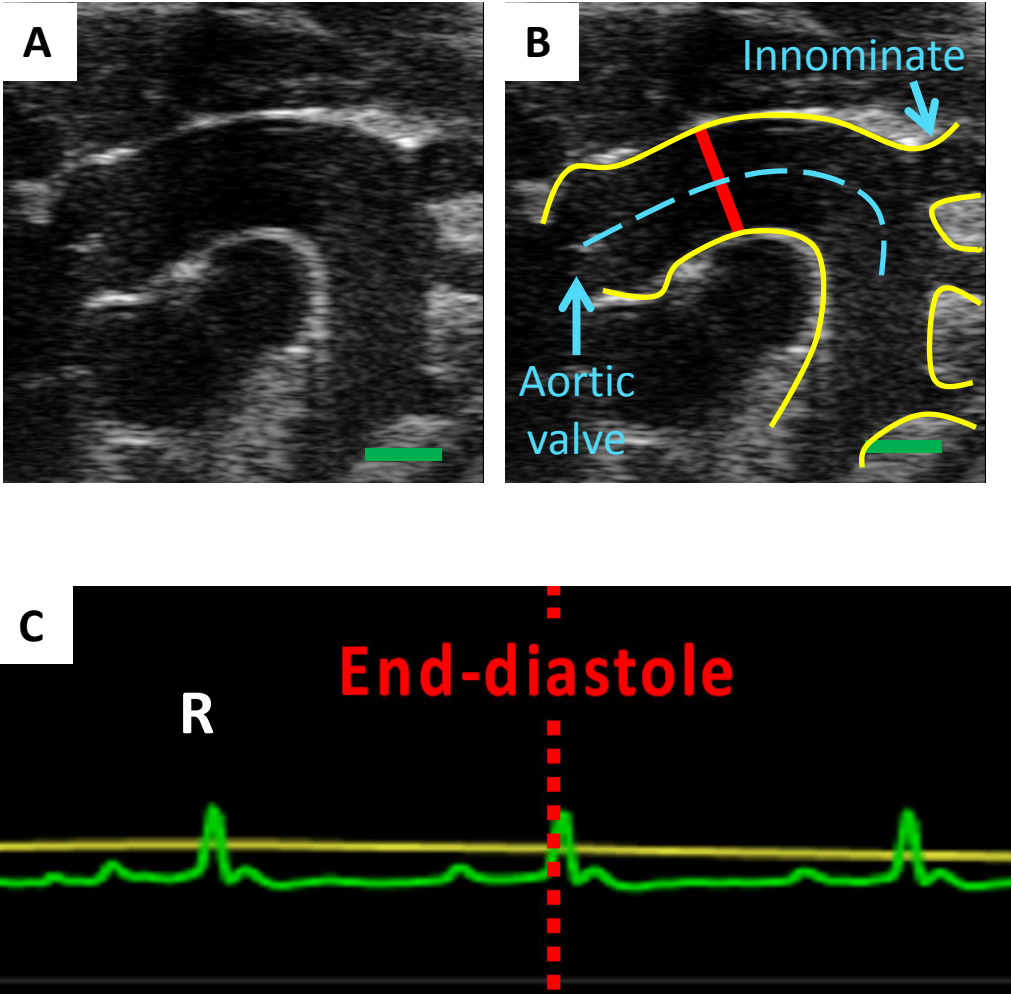 A
B
Innominate
Aortic
valve
C
End-diastole
R